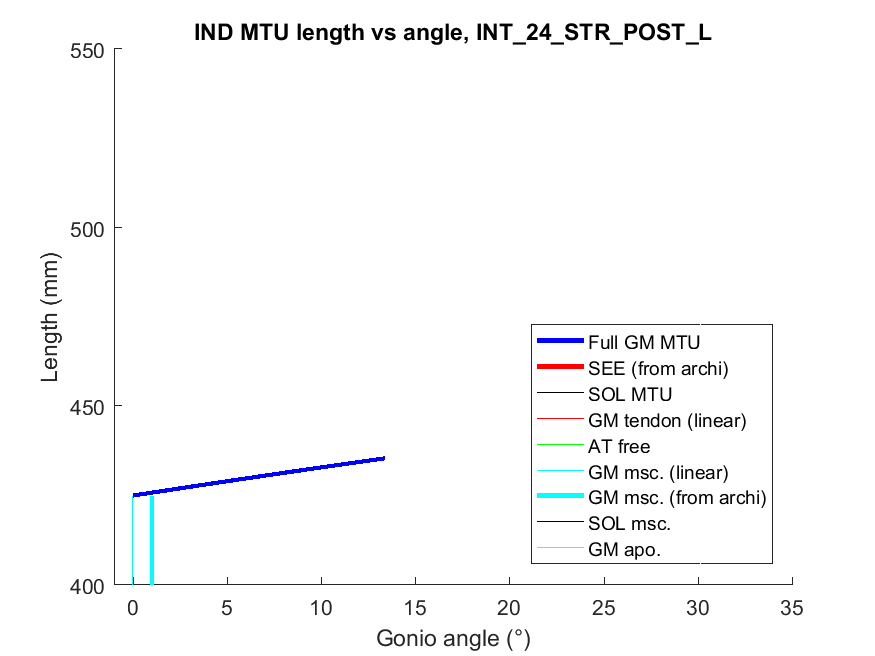 IND MTU length vs angle, INT_24_STR_POST_L
550
500
450
400
Length (mm)
0 5 10 15 20 25 30 35
Gonio angle (°)
Full GM MTU
SEE (from archi)
SOL MTU
GM tendon (linear)
AT free
GM msc. (linear)
GM msc. (from archi)
SOL msc.
GM apo.